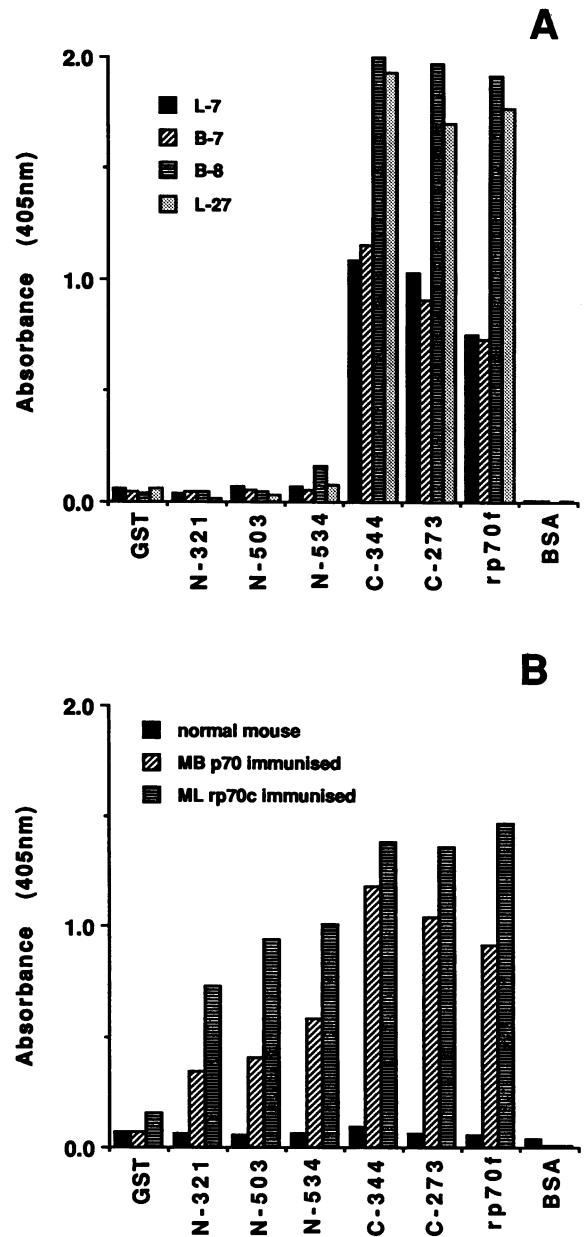 A
2.0
1.0
0.0
Absorbance (405nm)
L-7
B-7
B-8
L-27
GST
N-321
N-503
N-534
C-344
C-273
rp70f
BSA
B
2.0
1.0
0.0
Absorbance (405nm)
normal mouse
MB p70 immunised
ML rp70c immunised
GST
N-321
N-503
N-534
C-344
C-273
rp70f
BSA